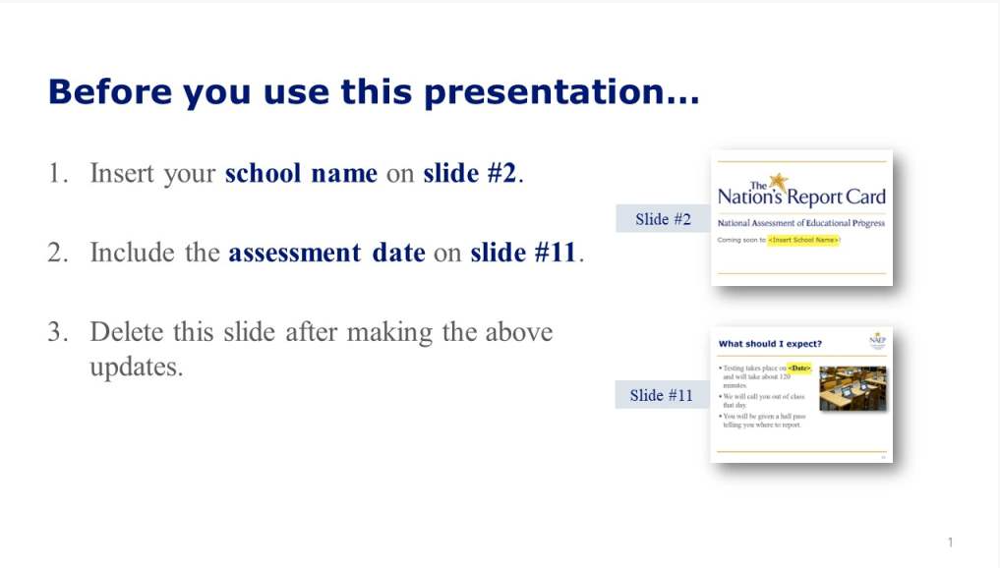 Before you use this presentation...
1. Insert your school name on slide #2.
2. Include the assessment date on slide #11.
3. Delete this slide after making the above
updates.
Slide #2
The
Nation's Report Card
National Assessment of Educational Progress
Coming soon to <Insert School Name>!
Slide #11
What should I expect?
NAEP
• Testing takes place on <Date>
and will take about 120
minutes.
• We will call you out of class
that day.
• You will be given a hall pass
telling you where to report.
1